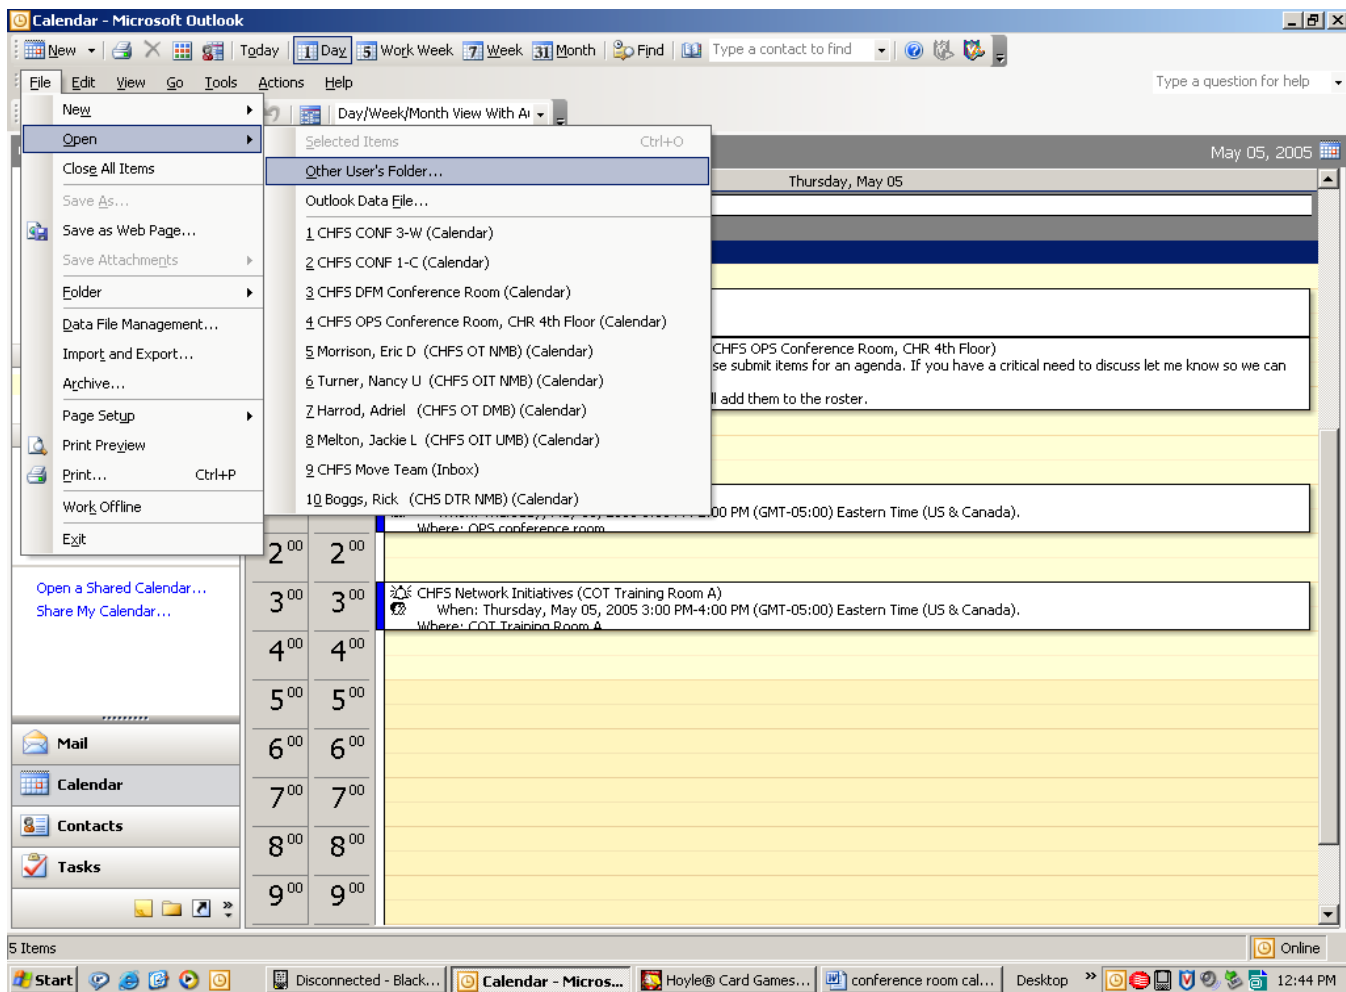 Calendar - Microsoft Outlook
New Today 1 Day 5 Work Week 7 Week 31 Month Find Type a contact to find
File Edit View Go Tools Actions Help Type a question for help
Day/Week/Month View With Au
New
Open
Close All Items
Save As...
Save as Web Page...
Save Attachments
Folder
Data File Management...
Import and Export...
Archive...
Page Setup
Print Preview
Print... Ctrl+P
Work Offline
Exit
Selected Items Ctrl+O
Other User's Folder...
Outlook Data File...
1 CHFS CONF 3-W (Calendar)
2 CHFS CONF 1-C (Calendar)
3 CHFS DFM Conference Room (Calendar)
4 CHFS OPS Conference Room, CHR 4th Floor (Calendar)
5 Morrison, Eric D (CHFS OT NMB) (Calendar)
6 Turner, Nancy U (CHFS OIT NMB) (Calendar)
7 Harrod, Adriel (CHFS OT DMB) (Calendar)
8 Melton, Jackie L (CHFS OIT UMB) (Calendar)
9 CHFS Move Team (Inbox)
10 Boggs, Rick (CHS DTR NMB) (Calendar)
May 05, 2005
Thursday, May 05
CHFS OPS Conference Room, CHR 4th Floor)
se submit items for an agenda. If you have a critical need to discuss let me know so we can
ll add them to the roster.
:00 PM (GMT-05:00) Eastern Time (US & Canada).
Where: OPS conference room
2 00 2 00
3 00 3 00
CHFS Network Initiatives (COT Training Room A)
When: Thursday, May 05, 2005 3:00 PM-4:00 PM (GMT-05:00) Eastern Time (US & Canada).
Where: COT Training Room A
4 00 4 00
5 00 5 00
6 00 6 00
7 00 7 00
8 00 8 00
9 00 9 00
Open a Shared Calendar...
Share My Calendar...
Mail
Calendar
Contacts
Tasks
5 Items Online
Start Disconnected - Black... Calendar - Micros... Hoyle® Card Games... conference room cal... Desktop 12:44 PM